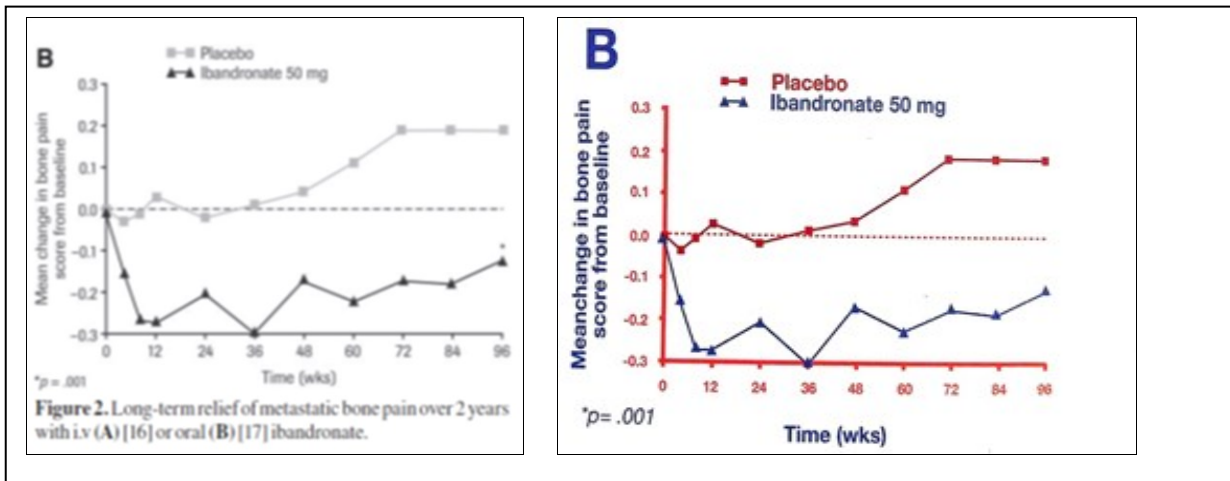 B
Placebo
Ibandronate 50 mg
Mean change in bone pain
score from baseline
0.3
0.2
0.1
0.0
-0.1
-0.2
-0.3
0 12 24 36 48 60 72 84 96
*
Time (wks)
*p = .001
Figure 2. Long-term relief of metastatic bone pain over 2 years
with i.v (A) [16] or oral (B) [17] ibandronate.
B
Placebo
Ibandronate 50 mg
Meanchange in bone pain
score from baseline
0.3
0.2
0.1
0.0
-0.1
-0.2
-0.3
0 12 24 36 48 60 72 84 96
*p= .001
Time (wks)